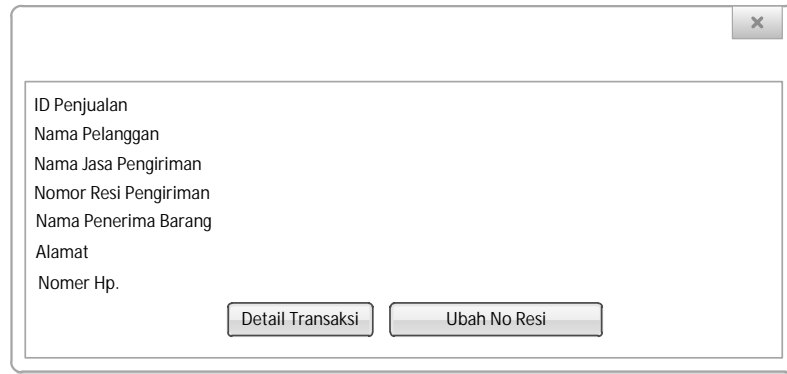 ID Penjualan
Nama Pelanggan
Nama Jasa Pengiriman
Nomor Resi Pengiriman
Nama Penerima Barang
Alamat
Nomer Hp.
Detail Transaksi Ubah No Resi